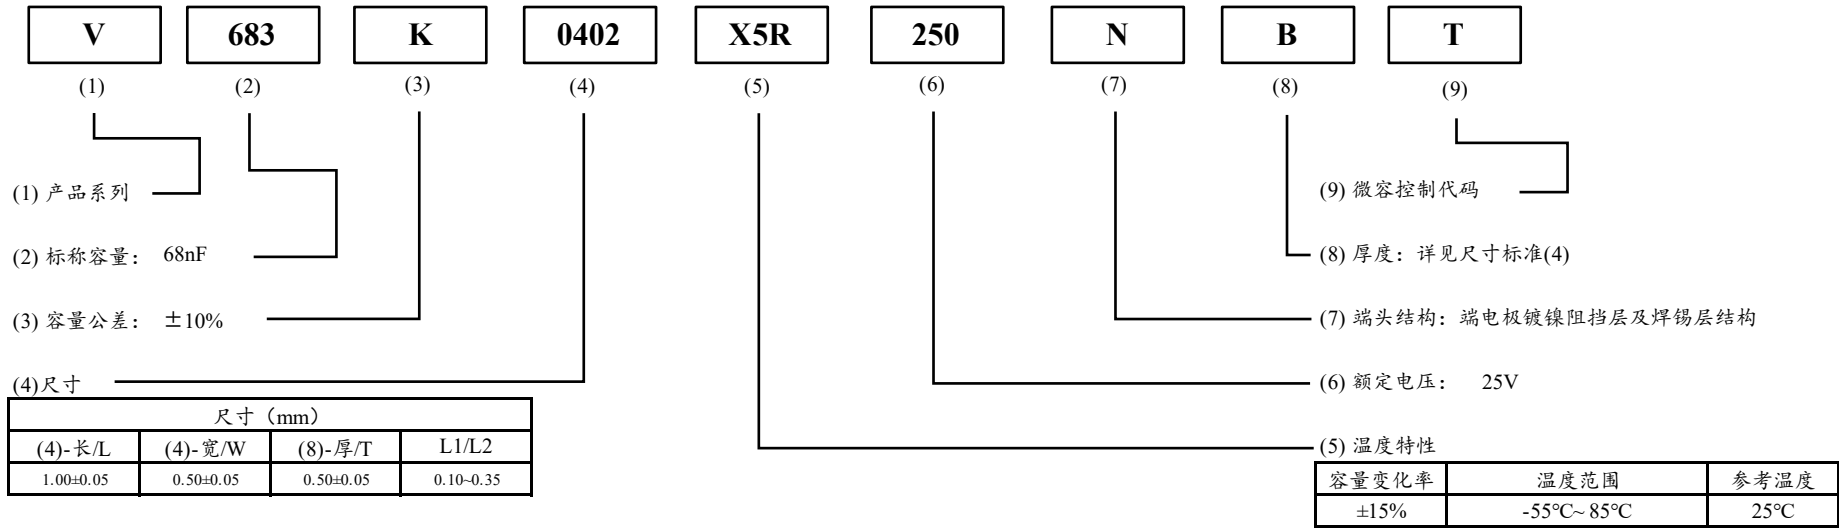 V 683 K 0402 X5R 250 N B T
(1) (2) (3) (4) (5) (6) (7) (8) (9)
(1) 产品系列
(9) 微容控制代码
(2) 标称容量： 68nF
(8) 厚度：详见尺寸标准(4)
(3) 容量公差： ±10%
(7) 端头结构：端电极镀镍阻挡层及焊锡层结构
(4)尺寸
(6) 额定电压： 25V
尺寸（mm）
(4)-长/L (4)-宽/W (8)-厚/T L1/L2
1.00±0.05 0.50±0.05 0.50±0.05 0.10~0.35
(5) 温度特性
容量变化率 温度范围 参考温度
±15% -55℃~ 85℃ 25℃